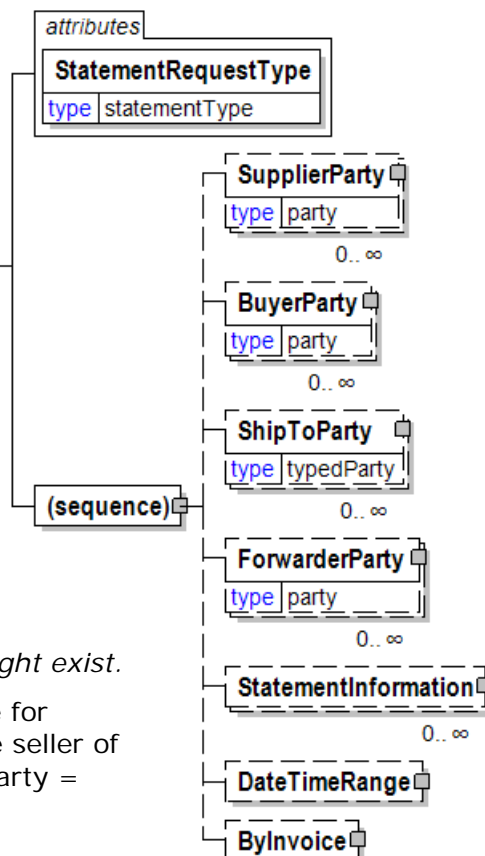 attributes
StatementRequestType
type statementType
SupplierParty
type party
0.. ∞
BuyerParty
type party
0.. ∞
ShipToParty
type typedParty
0.. ∞
(sequence)
ForwarderParty
type party
0.. ∞
ght exist.
StatementInformation
0.. ∞
e for
e seller of
arty =
DateTimeRange
ByInvoice